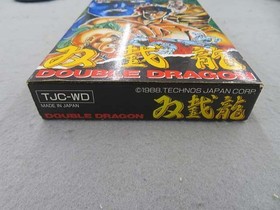 双截龍
DOUBLE DRAGON
TJC-WD
MADE IN JAPAN
©1988 TECHNOS JAPAN CORP.
DOUBLE DRAGON
双截龍